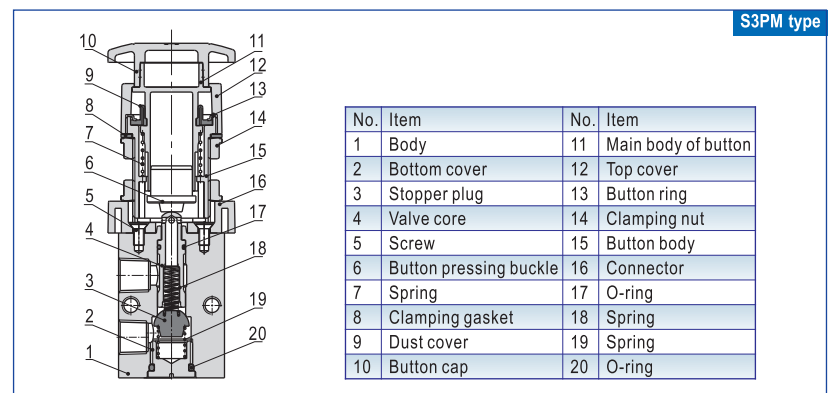 S3PM type
10
11
12
9
13
8
14
7
15
6
16
5
17
4
18
3
19
2
20
1
No. Item No. Item
1 Body 11 Main body of button
2 Bottom cover 12 Top cover
3 Stopper plug 13 Button ring
4 Valve core 14 Clamping nut
5 Screw 15 Button body
6 Button pressing buckle 16 Connector
7 Spring 17 O-ring
8 Clamping gasket 18 Spring
9 Dust cover 19 Spring
10 Button cap 20 O-ring